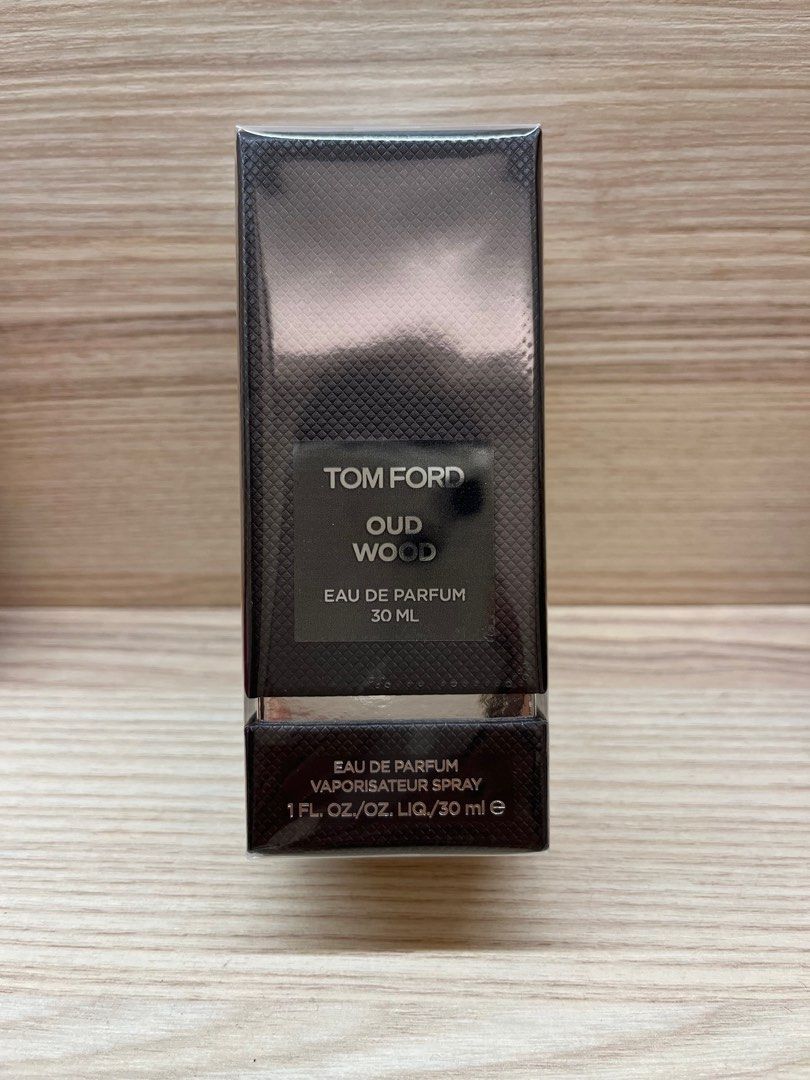 TOM FORD
OUD
WOOD
EAU DE PARFUM
30 ML
EAU DE PARFUM
VAPORISATEUR SPRAY
1 FL. OZ./OZ. LIQ./30 ml ℮